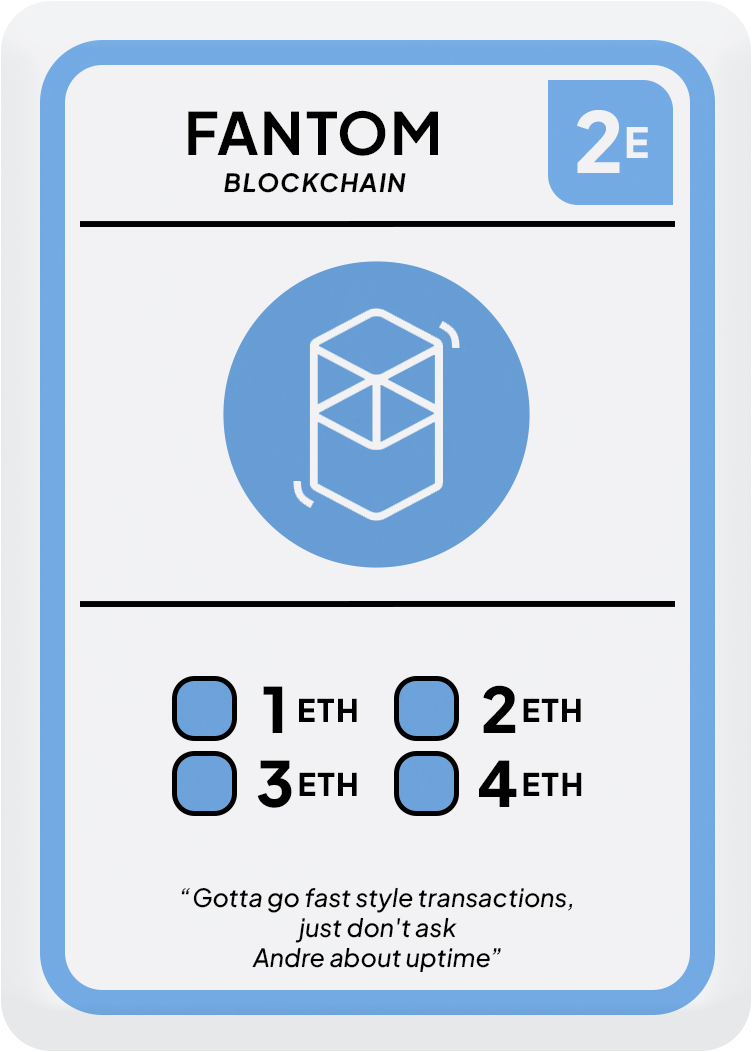 FANTOM
2E
BLOCKCHAIN
1 ETH 2 ETH
3 ETH 4 ETH
“Gotta go fast style transactions,
just don't ask
Andre about uptime”